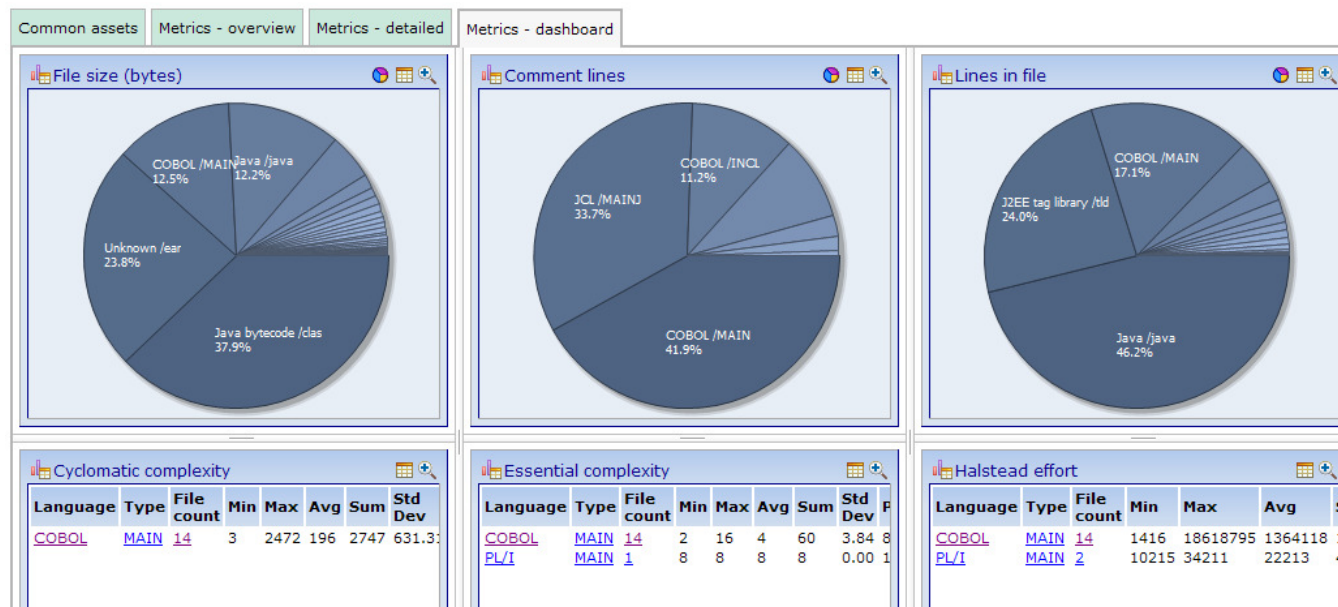 Common assets Metrics - overview Metrics - detailed Metrics - dashboard
File size (bytes)
COBOL /MAIN
12.5%
Java /java
12.2%
Unknown /ear
23.8%
Java bytecode /clas
37.9%
Comment lines
COBOL /INCL
11.2%
JCL /MAINJ
33.7%
COBOL /MAIN
41.9%
Lines in file
COBOL /MAIN
17.1%
J2EE tag library /tld
24.0%
Java /java
46.2%
Cyclomatic complexity
Language Type File count Min Max Avg Sum Std Dev
COBOL MAIN 14 3 2472 196 2747 631.31
Essential complexity
Language Type File count Min Max Avg Sum Std Dev P
COBOL MAIN 14 2 16 4 60 3.84 8
PL/I MAIN 1 8 8 8 8 0.00 1
Halstead effort
Language Type File count Min Max Avg
COBOL MAIN 14 1416 18618795 1364118
PL/I MAIN 2 10215 34211 22213